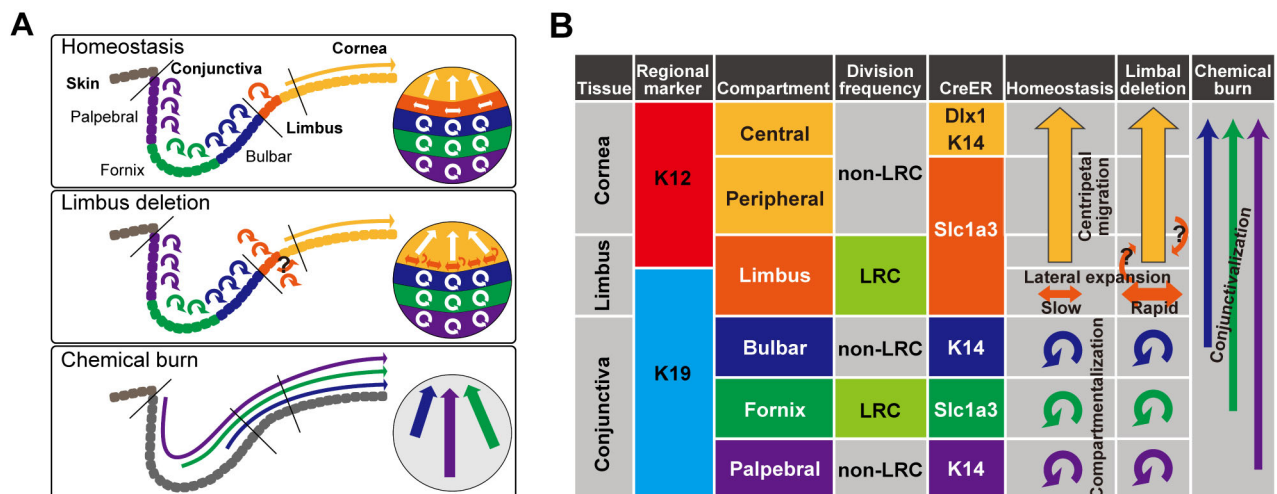 A
Homeostasis
Cornea
Skin
Conjunctiva
Palpebral
Limbus
Bulbar
Fornix
Limbus deletion
?
Chemical burn
B
Tissue
Regional
marker
Compartment
Division
frequency
CreER
Homeostasis
Limbal
deletion
Chemical
burn
Cornea
K12
Central
non-LRC
Dlx1
K14
Peripheral
Slc1a3
Centripetal
migration
?
?
Limbus
Limbus
LRC
Lateral expansion
Slow
Rapid
Conjunctivalization
Conjunctiva
K19
Bulbar
non-LRC
K14
Compartmentalization
Fornix
LRC
Slc1a3
Palpebral
non-LRC
K14